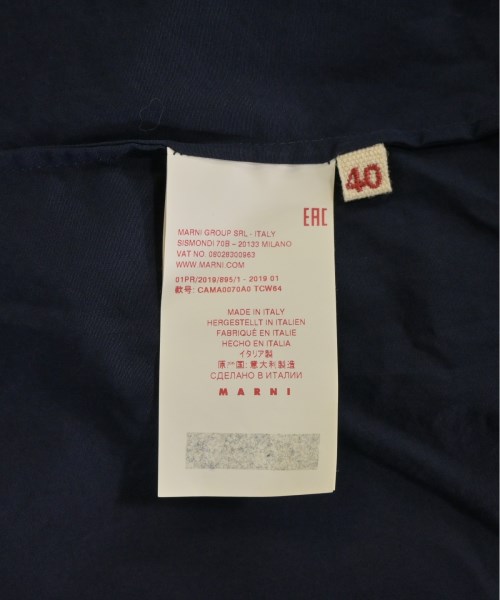 40
EAC
MARNI GROUP SRL - ITALY
SISMONDI 70B - 20133 MILANO
VAT NO. 08028300963
WWW.MARNI.COM
01PR/2019/895/1 - 2019 01
款号: CAMA0070A0 TCW84
MADE IN ITALY
HERGESTELLT IN ITALIEN
FABRIQUÉ EN ITALIE
HECHO EN ITALIA
イタリア製
原产国: 意大利製造
СДЕЛАНО В ИТАЛИИ
MARNI